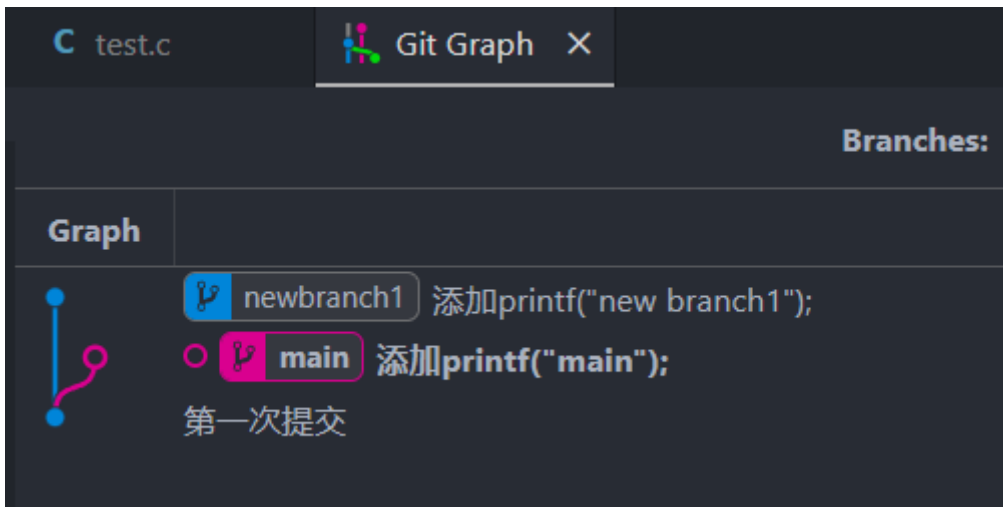 C test.c Git Graph ×
Branches:
Graph
newbranch1 添加printf("new branch1");
main 添加printf("main");
第一次提交